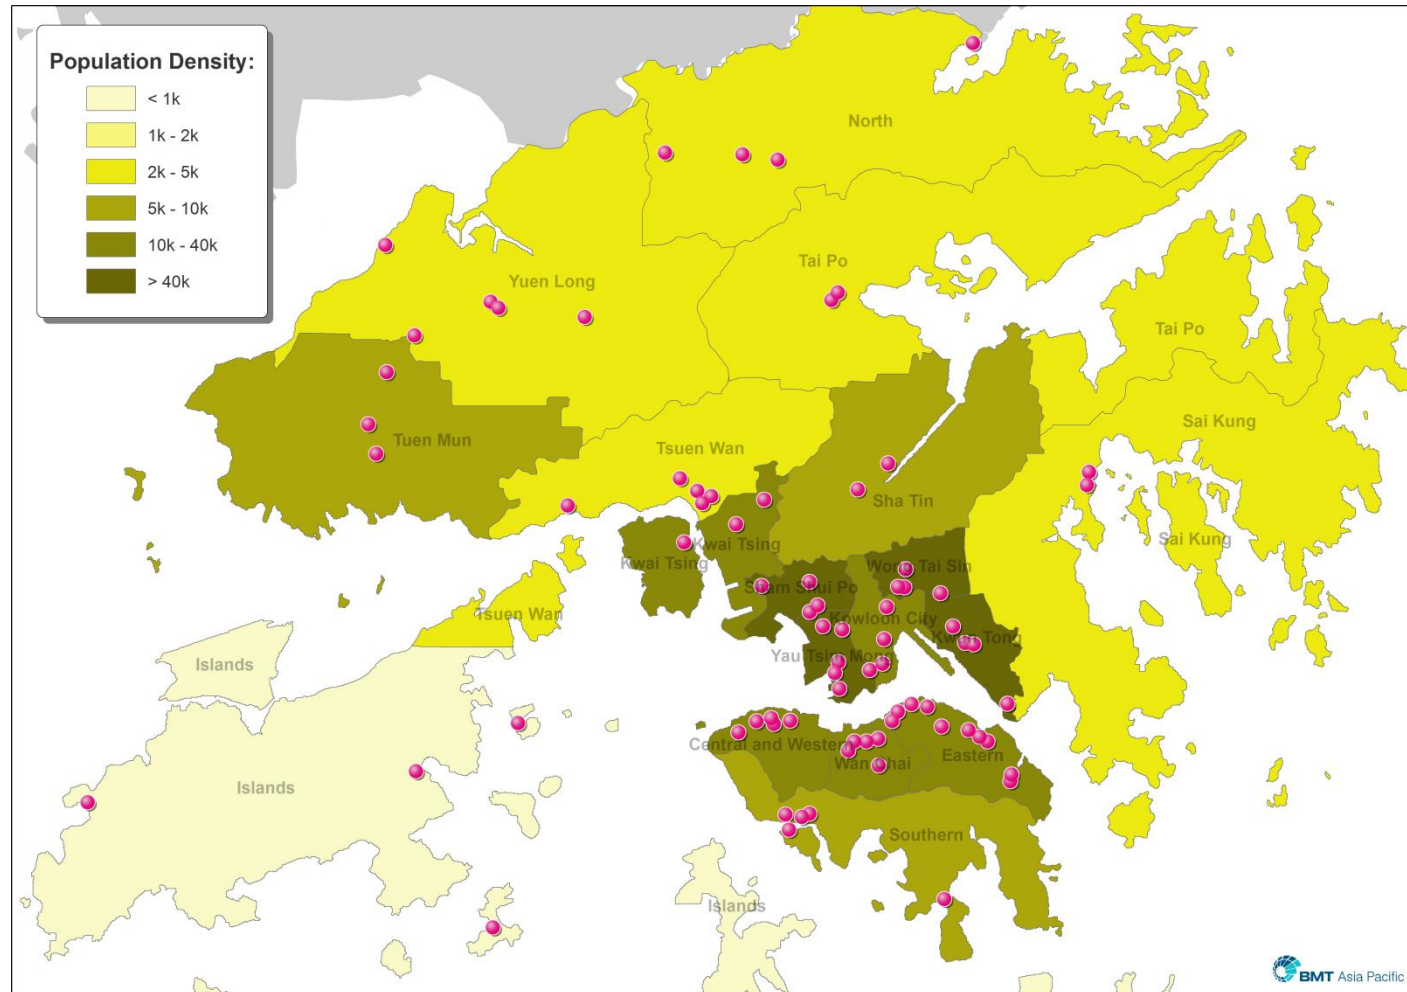 Population Density:
< 1k
1k - 2k
2k - 5k
5k - 10k
10k - 40k
> 40k
North
Tai Po
Yuen Long
Tai Po
Sai Kung
Tuen Mun
Tsuen Wan
Sha Tin
Sai Kung
Kwai Tsing
Kwai Tsing
Wong Tai Sin
Sham Shui Po
Tsuen Wan
Kowloon City
Kwun Tong
Yau Tsim Mong
Islands
Central and Western
Wan Chai
Eastern
Islands
Southern
Islands
BMT Asia Pacific